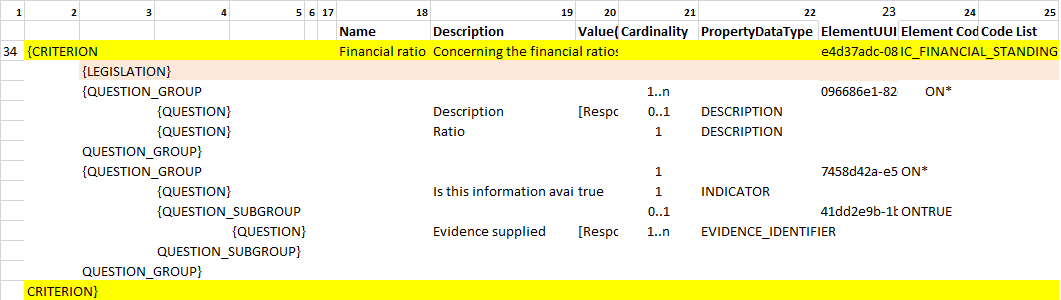 1 2 3 4 5 6 17 18 19 20 21 22 23 24 25
Name Description Value( Cardinality PropertyDataType ElementUUI Element Cod Code List
34 {CRITERION Financial ratio Concerning the financial ratios e4d37adc-08 IC_FINANCIAL_STANDING
{LEGISLATION}
{QUESTION_GROUP 1..n 096686e1-82 ON*
{QUESTION} Description [Respo 0..1 DESCRIPTION
{QUESTION} Ratio 1 DESCRIPTION
QUESTION_GROUP}
{QUESTION_GROUP 1 7458d42a-e5 ON*
{QUESTION} Is this information avai true 1 INDICATOR
{QUESTION_SUBGROUP 0..1 41dd2e9b-1b ONTRUE
{QUESTION} Evidence supplied [Respo 1..n EVIDENCE_IDENTIFIER
QUESTION_SUBGROUP}
QUESTION_GROUP}
CRITERION}